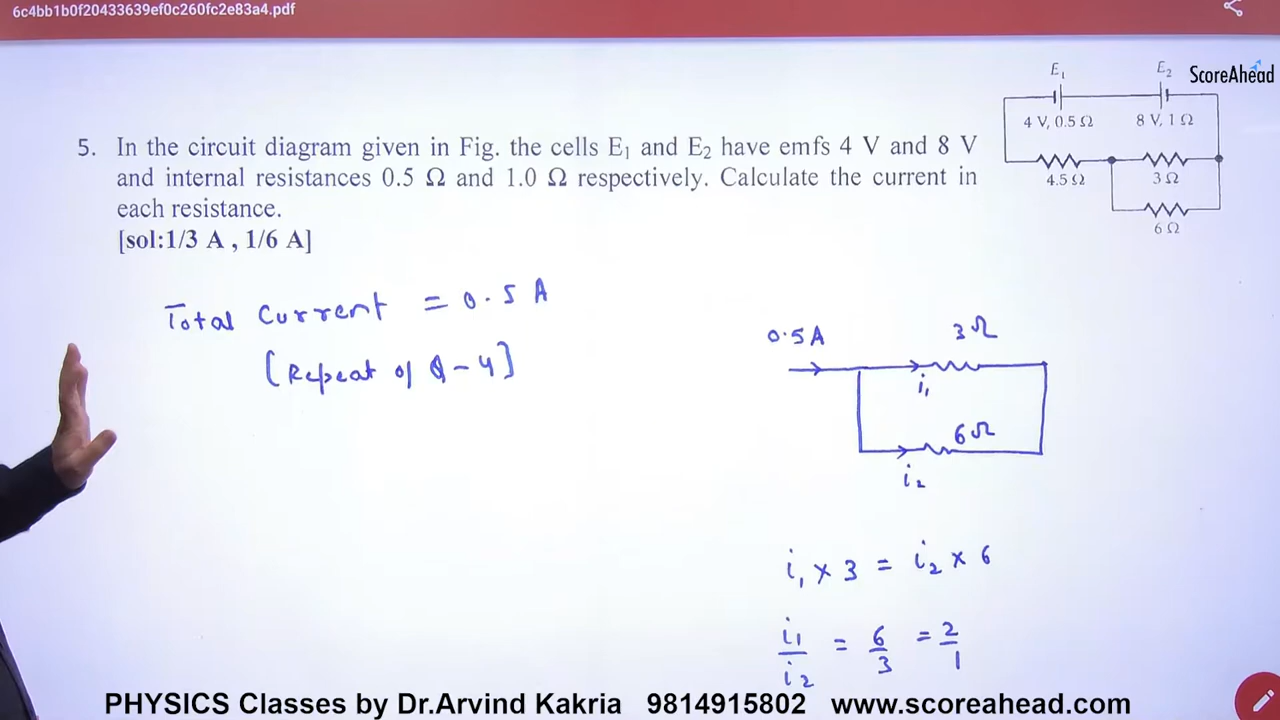 6c4bb1b0f20433639ef0c260fc2e83a4.pdf
ScoreAhead
E₁ E₂
4 V, 0.5 Ω 8 V, 1 Ω
4.5 Ω 3 Ω
6 Ω
5. In the circuit diagram given in Fig. the cells E₁ and E₂ have emfs 4 V and 8 V
and internal resistances 0.5 Ω and 1.0 Ω respectively. Calculate the current in
each resistance.
[sol:1/3 A , 1/6 A]
Total Current = 0.5 A
[Repeat of Q-4]
0.5A 3Ω
i₁
6Ω
i₂
i₁ × 3 = i₂ × 6
i₁/i₂ = 6/3 = 2/1
PHYSICS Classes by Dr.Arvind Kakria 9814915802 www.scoreahead.com